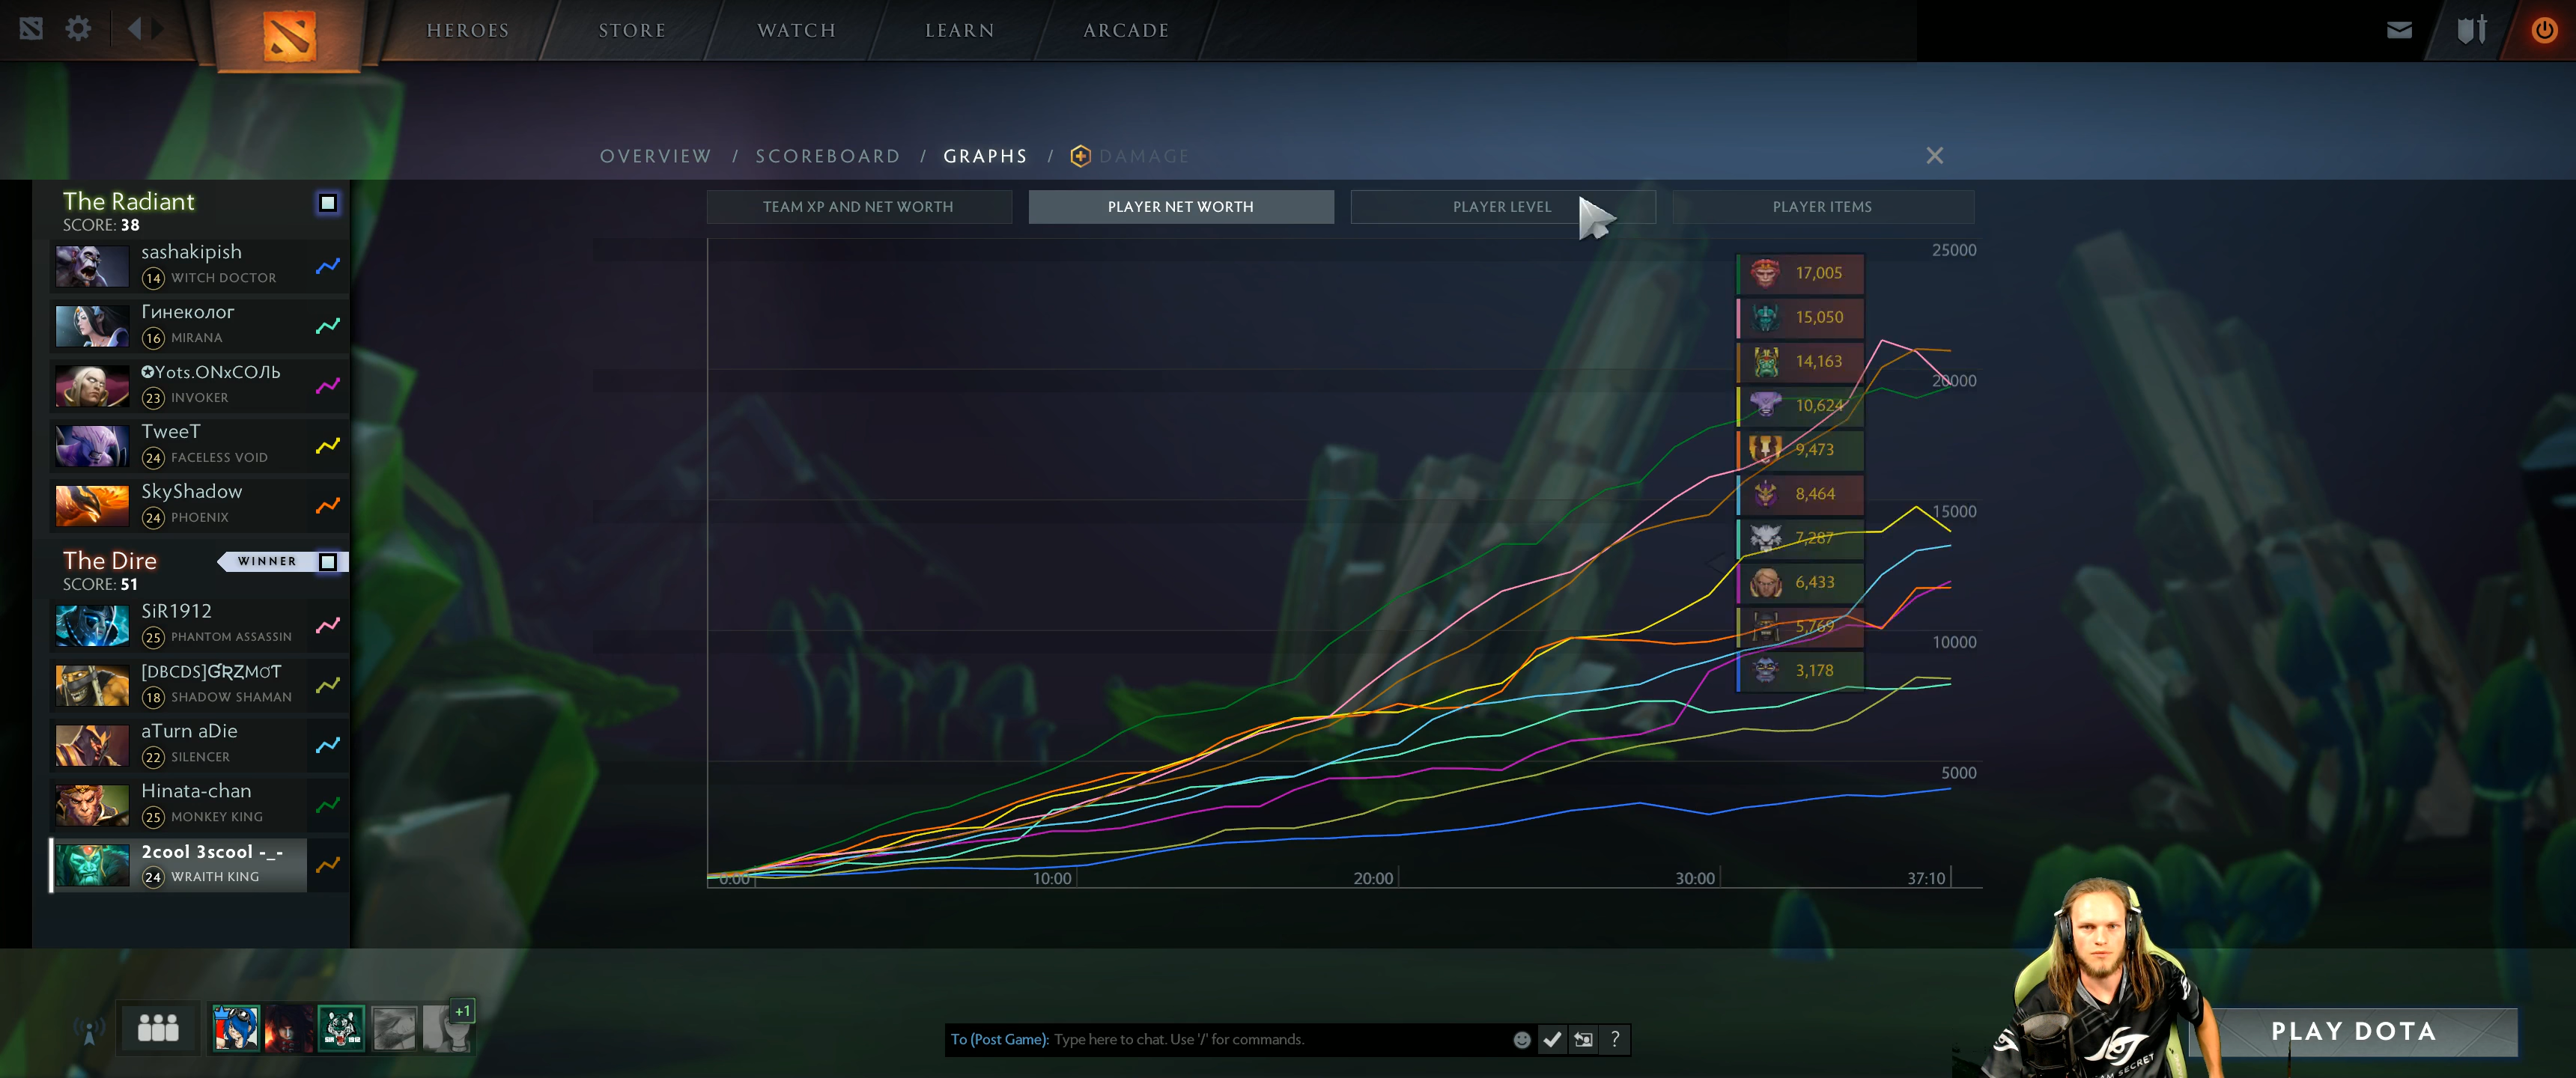 HEROES STORE WATCH LEARN ARCADE
OVERVIEW / SCOREBOARD / GRAPHS / DAMAGE
The Radiant
SCORE: 38
sashakipish
14 WITCH DOCTOR
Гинеколог
16 MIRANA
✪Yots.ONxСОЛЬ
23 INVOKER
TweeT
24 FACELESS VOID
SkyShadow
24 PHOENIX
The Dire WINNER
SCORE: 51
SiR1912
25 PHANTOM ASSASSIN
18 SHADOW SHAMAN
aTurn aDie
22 SILENCER
Hinata-chan
25 MONKEY KING
2cool 3scool -_-
24 WRAITH KING
TEAM XP AND NET WORTH PLAYER NET WORTH PLAYER LEVEL PLAYER ITEMS
25000
20000
15000
10000
5000
17,005
15,050
14,163
10,624
9,473
8,464
7,287
6,433
5,769
3,178
0:00 10:00 20:00 30:00 37:10
+1
To (Post Game): Type here to chat. Use '/' for commands. ?
PLAY DOTA